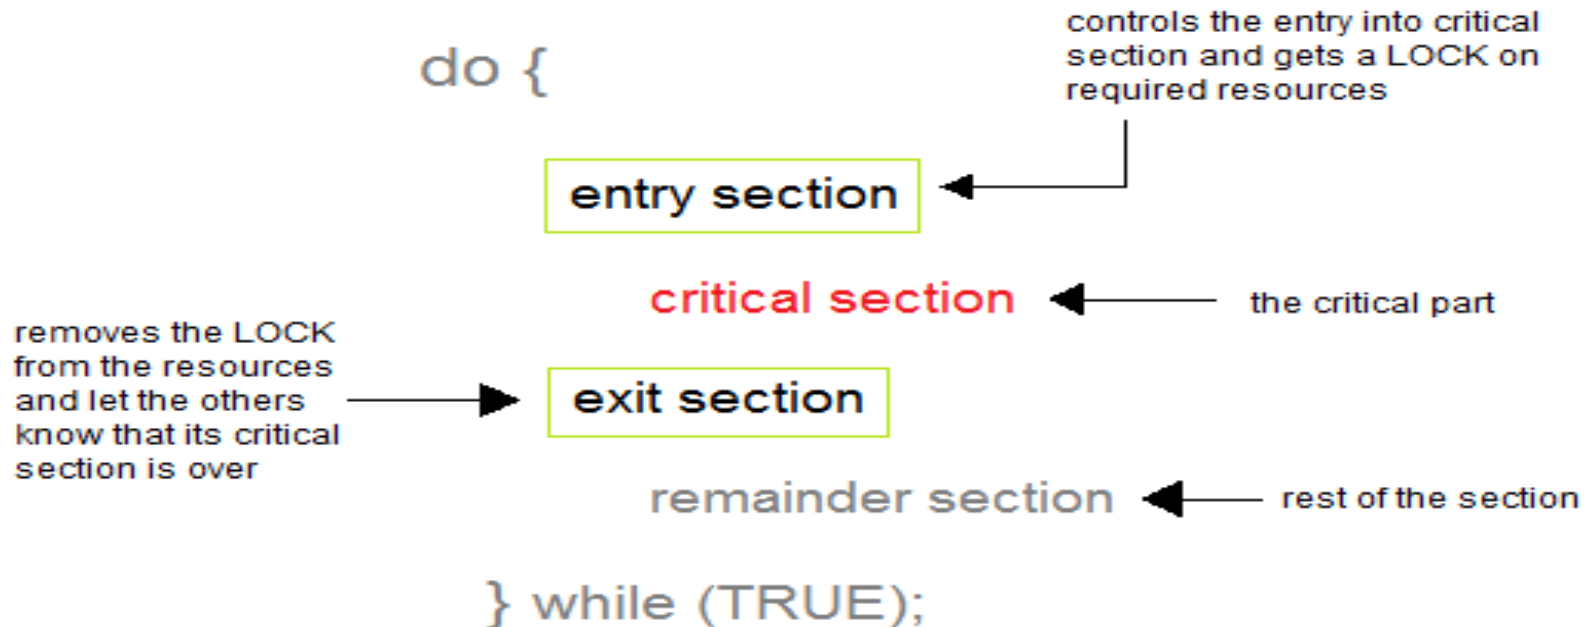 controls the entry into critical
section and gets a LOCK on
required resources
do {
entry section
critical section
the critical part
removes the LOCK
from the resources
and let the others
know that its critical
section is over
exit section
remainder section
rest of the section
} while (TRUE);